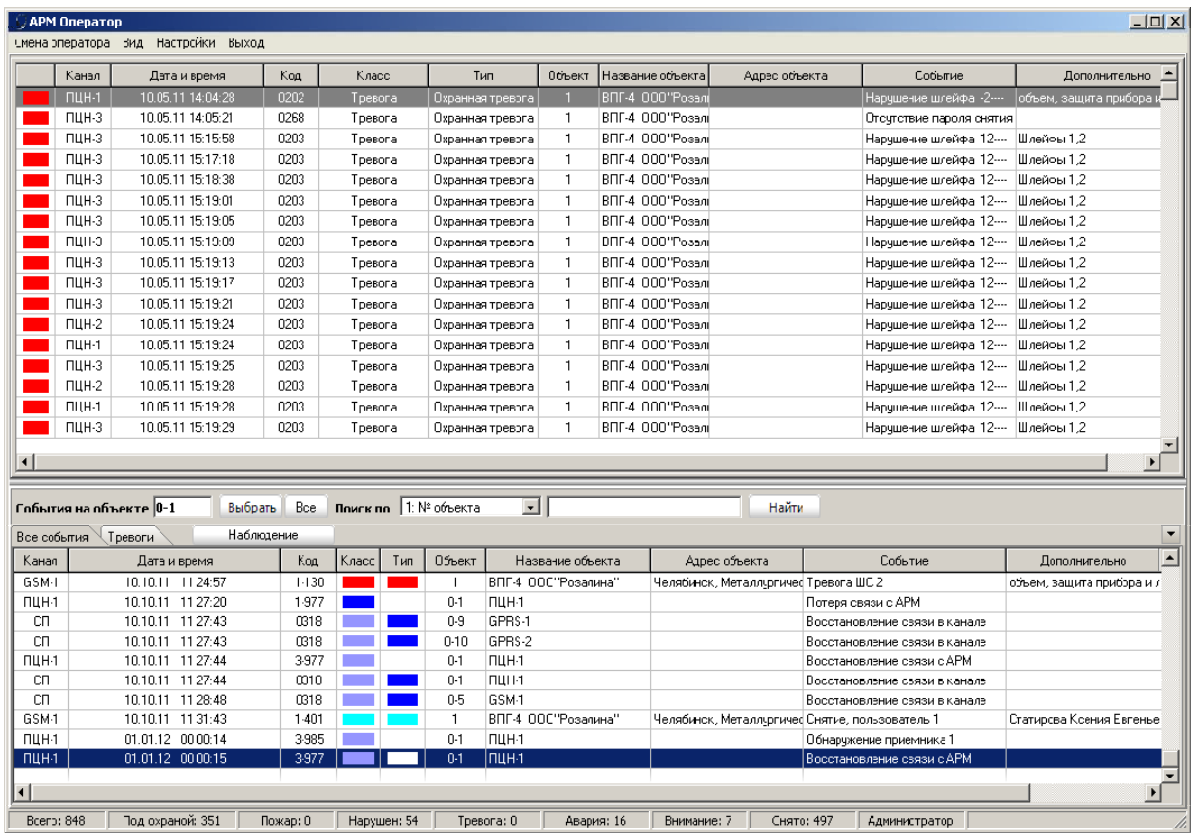 АРМ Оператор
Смена оператора Вид Настройки Выход
Канал Дата и время Код Класс Тип Объект Название объекта Адрес объекта Событие Дополнительно
ПЦН-1 10.05.11 14:04:28 0202 Тревога Охранная тревога 1 ВПГ-4 ООО"Розали Нарушение шлейфа -2---- объем, защита прибора и
ПЦН-3 10.05.11 14:05:21 0268 Тревога Охранная тревога 1 ВПГ-4 ООО"Розали Отсутствие пароля снятия
ПЦН-3 10.05.11 15:15:58 0203 Тревога Охранная тревога 1 ВПГ-4 ООО"Розали Нарушение шлейфа 12---- Шлейфы 1,2
ПЦН-3 10.05.11 15:17:18 0203 Тревога Охранная тревога 1 ВПГ-4 ООО"Розали Нарушение шлейфа 12---- Шлейфы 1,2
ПЦН-3 10.05.11 15:18:38 0203 Тревога Охранная тревога 1 ВПГ-4 ООО"Розали Нарушение шлейфа 12---- Шлейфы 1,2
ПЦН-3 10.05.11 15:19:01 0203 Тревога Охранная тревога 1 ВПГ-4 ООО"Розали Нарушение шлейфа 12---- Шлейфы 1,2
ПЦН-3 10.05.11 15:19:05 0203 Тревога Охранная тревога 1 ВПГ-4 ООО"Розали Нарушение шлейфа 12---- Шлейфы 1,2
ПЦН-3 10.05.11 15:19:09 0203 Тревога Охранная тревога 1 ВПГ-4 ООО"Розали Нарушение шлейфа 12---- Шлейфы 1,2
ПЦН-3 10.05.11 15:19:13 0203 Тревога Охранная тревога 1 ВПГ-4 ООО"Розали Нарушение шлейфа 12---- Шлейфы 1,2
ПЦН-3 10.05.11 15:19:17 0203 Тревога Охранная тревога 1 ВПГ-4 ООО"Розали Нарушение шлейфа 12---- Шлейфы 1,2
ПЦН-3 10.05.11 15:19:21 0203 Тревога Охранная тревога 1 ВПГ-4 ООО"Розали Нарушение шлейфа 12---- Шлейфы 1,2
ПЦН-2 10.05.11 15:19:24 0203 Тревога Охранная тревога 1 ВПГ-4 ООО"Розали Нарушение шлейфа 12---- Шлейфы 1,2
ПЦН-1 10.05.11 15:19:24 0203 Тревога Охранная тревога 1 ВПГ-4 ООО"Розали Нарушение шлейфа 12---- Шлейфы 1,2
ПЦН-3 10.05.11 15:19:25 0203 Тревога Охранная тревога 1 ВПГ-4 ООО"Розали Нарушение шлейфа 12---- Шлейфы 1,2
ПЦН-2 10.05.11 15:19:28 0203 Тревога Охранная тревога 1 ВПГ-4 ООО"Розали Нарушение шлейфа 12---- Шлейфы 1,2
ПЦН-1 10.05.11 15:19:28 0203 Тревога Охранная тревога 1 ВПГ-4 ООО"Розали Нарушение шлейфа 12---- Шлейфы 1,2
ПЦН-3 10.05.11 15:19:29 0203 Тревога Охранная тревога 1 ВПГ-4 ООО"Розали Нарушение шлейфа 12---- Шлейфы 1,2
События на объекте 0-1 Выбрать Все Поиск по 1: № объекта Найти
Все события Тревоги Наблюдение
Канал Дата и время Код Класс Тип Объект Название объекта Адрес объекта Событие Дополнительно
GSM-1 10.10.11 11 24:57 1-130 1 ВПГ-4 ООО"Розалина" Челябинск, Металлургичес Тревога ШС 2 объем, защита прибора и л
ПЦН-1 10.10.11 11 27:20 1-977 0-1 ПЦН-1 Потеря связи с АРМ
СП 10.10.11 11 27:43 0318 0-9 GPRS-1 Восстановление связи в канале
СП 10.10.11 11 27:43 0318 0-10 GPRS-2 Восстановление связи в канале
ПЦН-1 10.10.11 11 27:44 3-977 0-1 ПЦН-1 Восстановление связи с АРМ
СП 10.10.11 11 27:44 0318 0-1 ПЦН-1 Восстановление связи в канале
СП 10.10.11 11 28:48 0318 0-5 GSM-1 Восстановление связи в канале
GSM-1 10.10.11 11 31:43 1-401 1 ВПГ-4 ООО"Розалина" Челябинск, Металлургичес Снятие, пользователь 1 Статирова Ксения Евгенье
ПЦН-1 01.01.12 00 00:14 3-985 0-1 ПЦН-1 Обнаружение приемника 1
ПЦН-1 01.01.12 00 00:15 3-977 0-1 ПЦН-1 Восстановление связи с АРМ
Всего: 848 Под охраной: 351 Пожар: 0 Нарушен: 54 Тревога: 0 Авария: 16 Внимание: 7 Снято: 497 Администратор